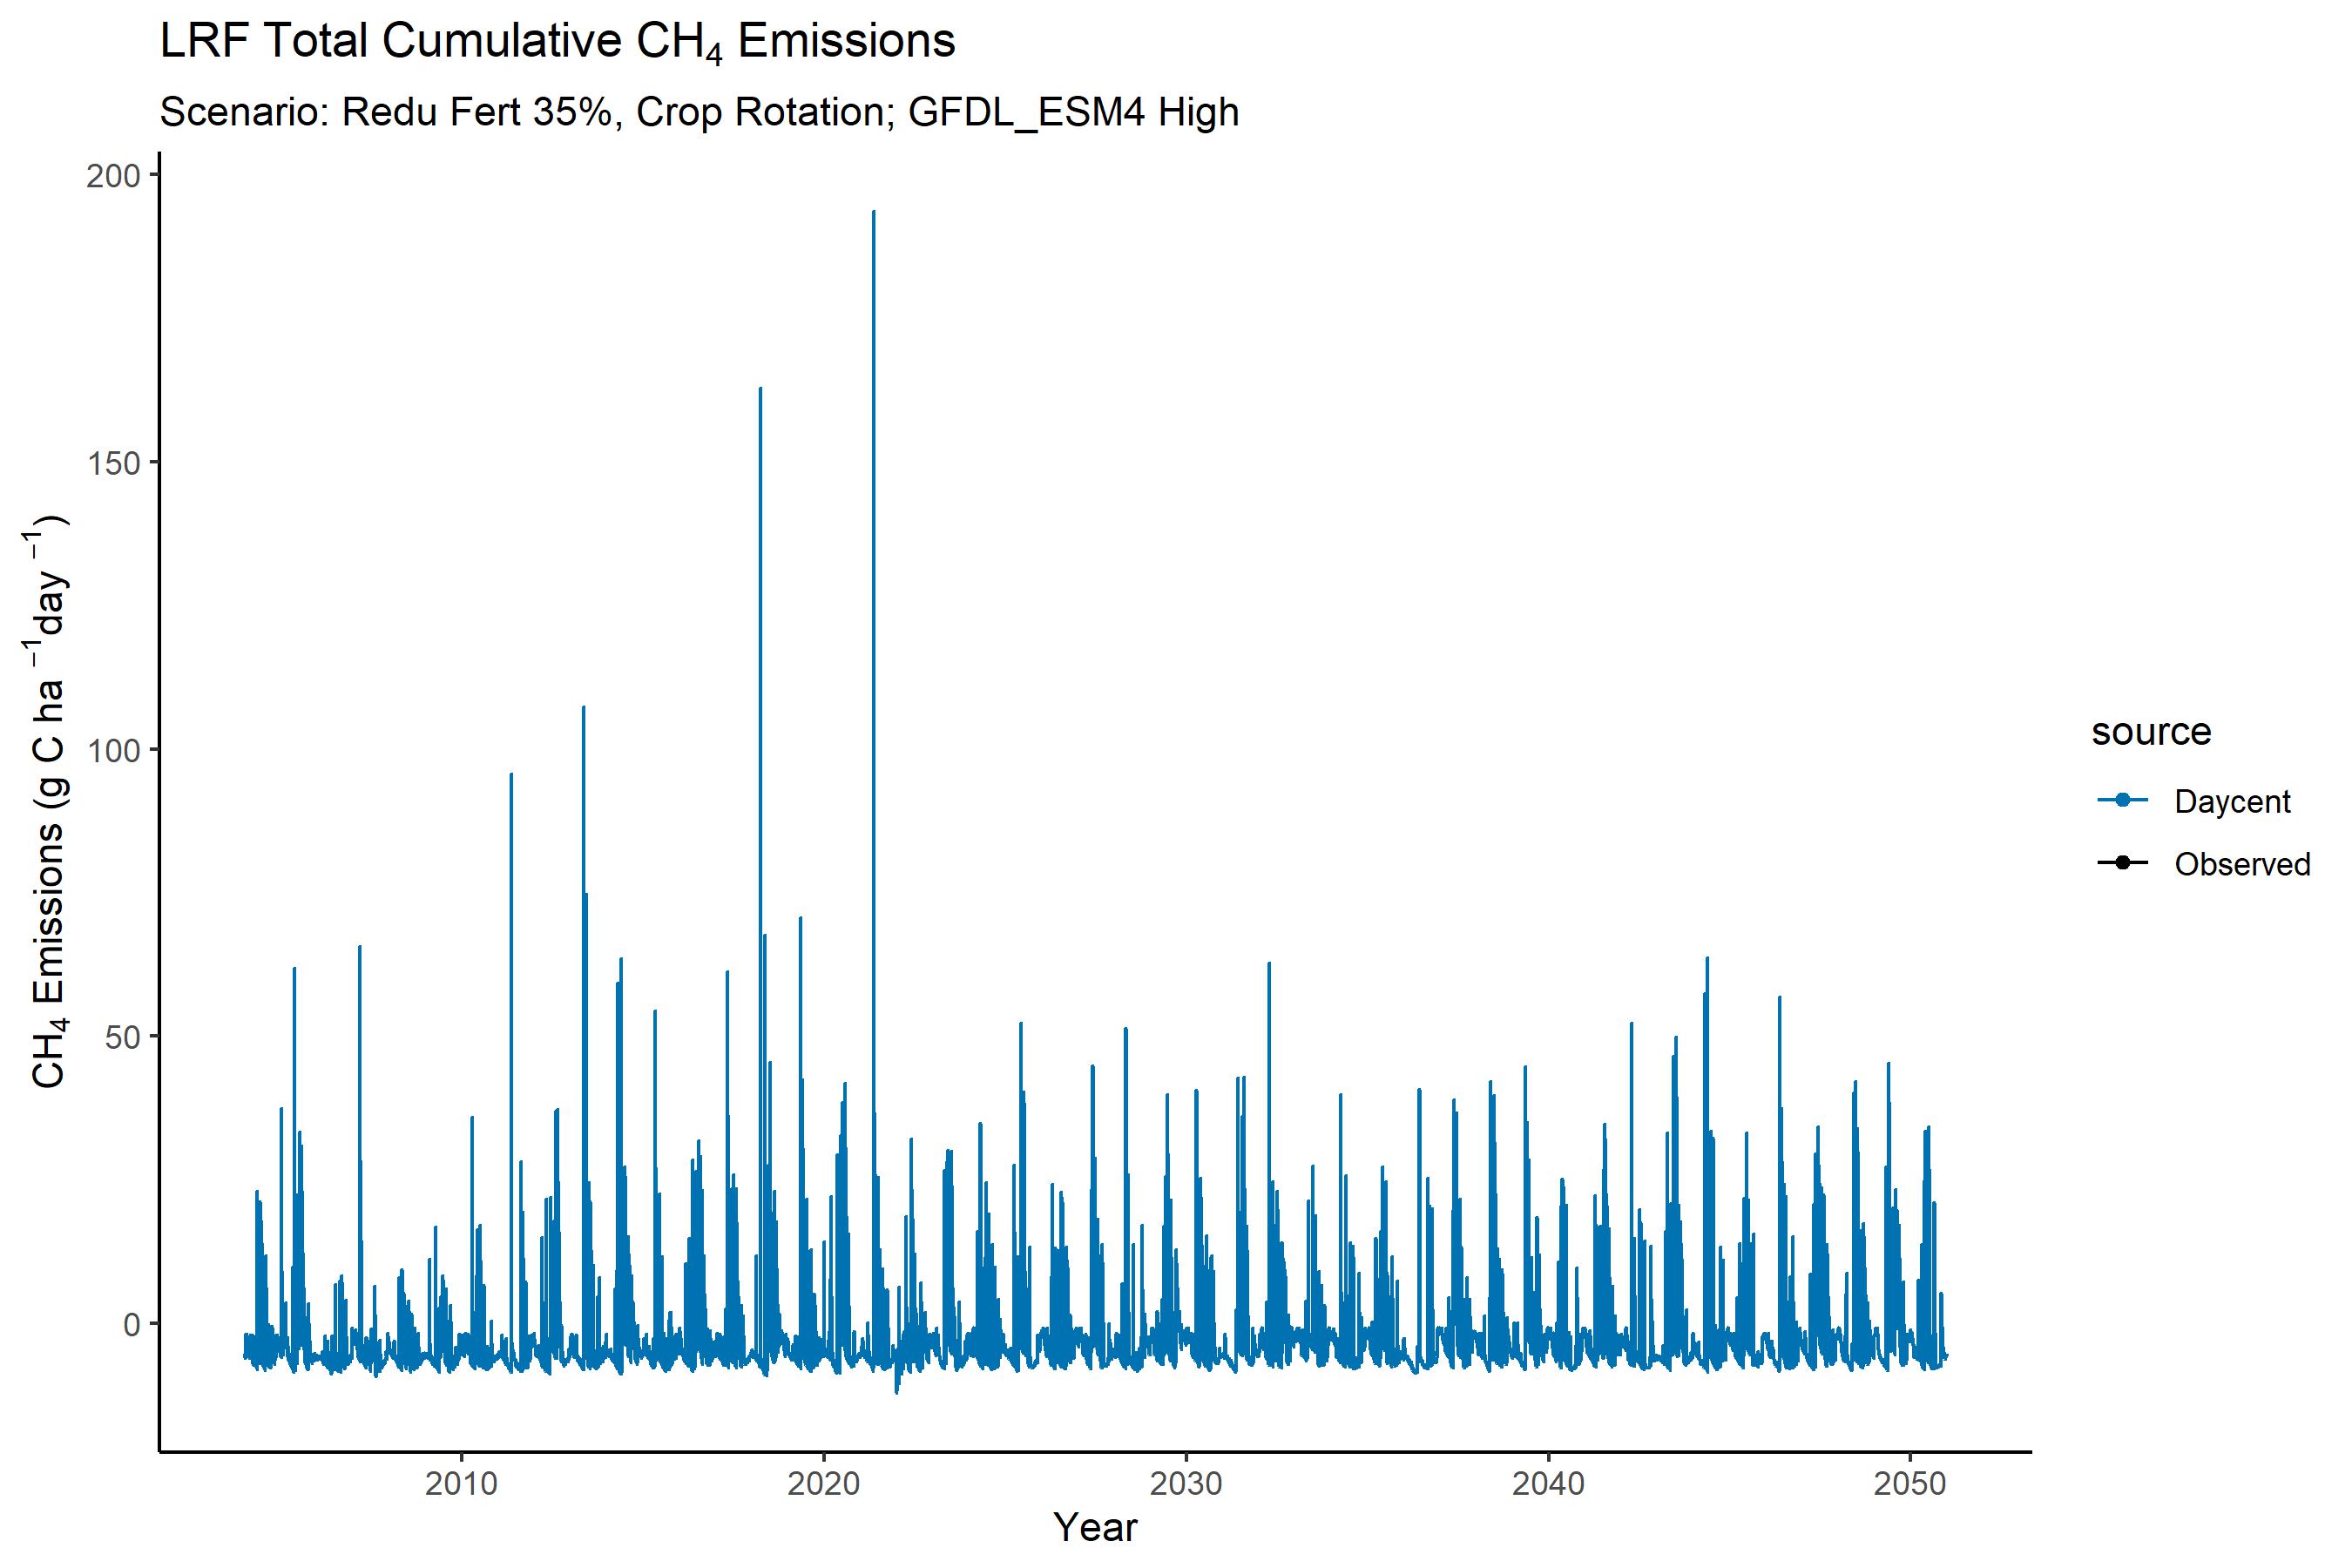 LRF Total Cumulative CH₄ Emissions
Scenario: Redu Fert 35%, Crop Rotation; GFDL_ESM4 High
200
150
100
50
0
CH₄ Emissions (g C ha ⁻¹day ⁻¹)
2010 2020 2030 2040 2050
Year
source
Daycent
Observed